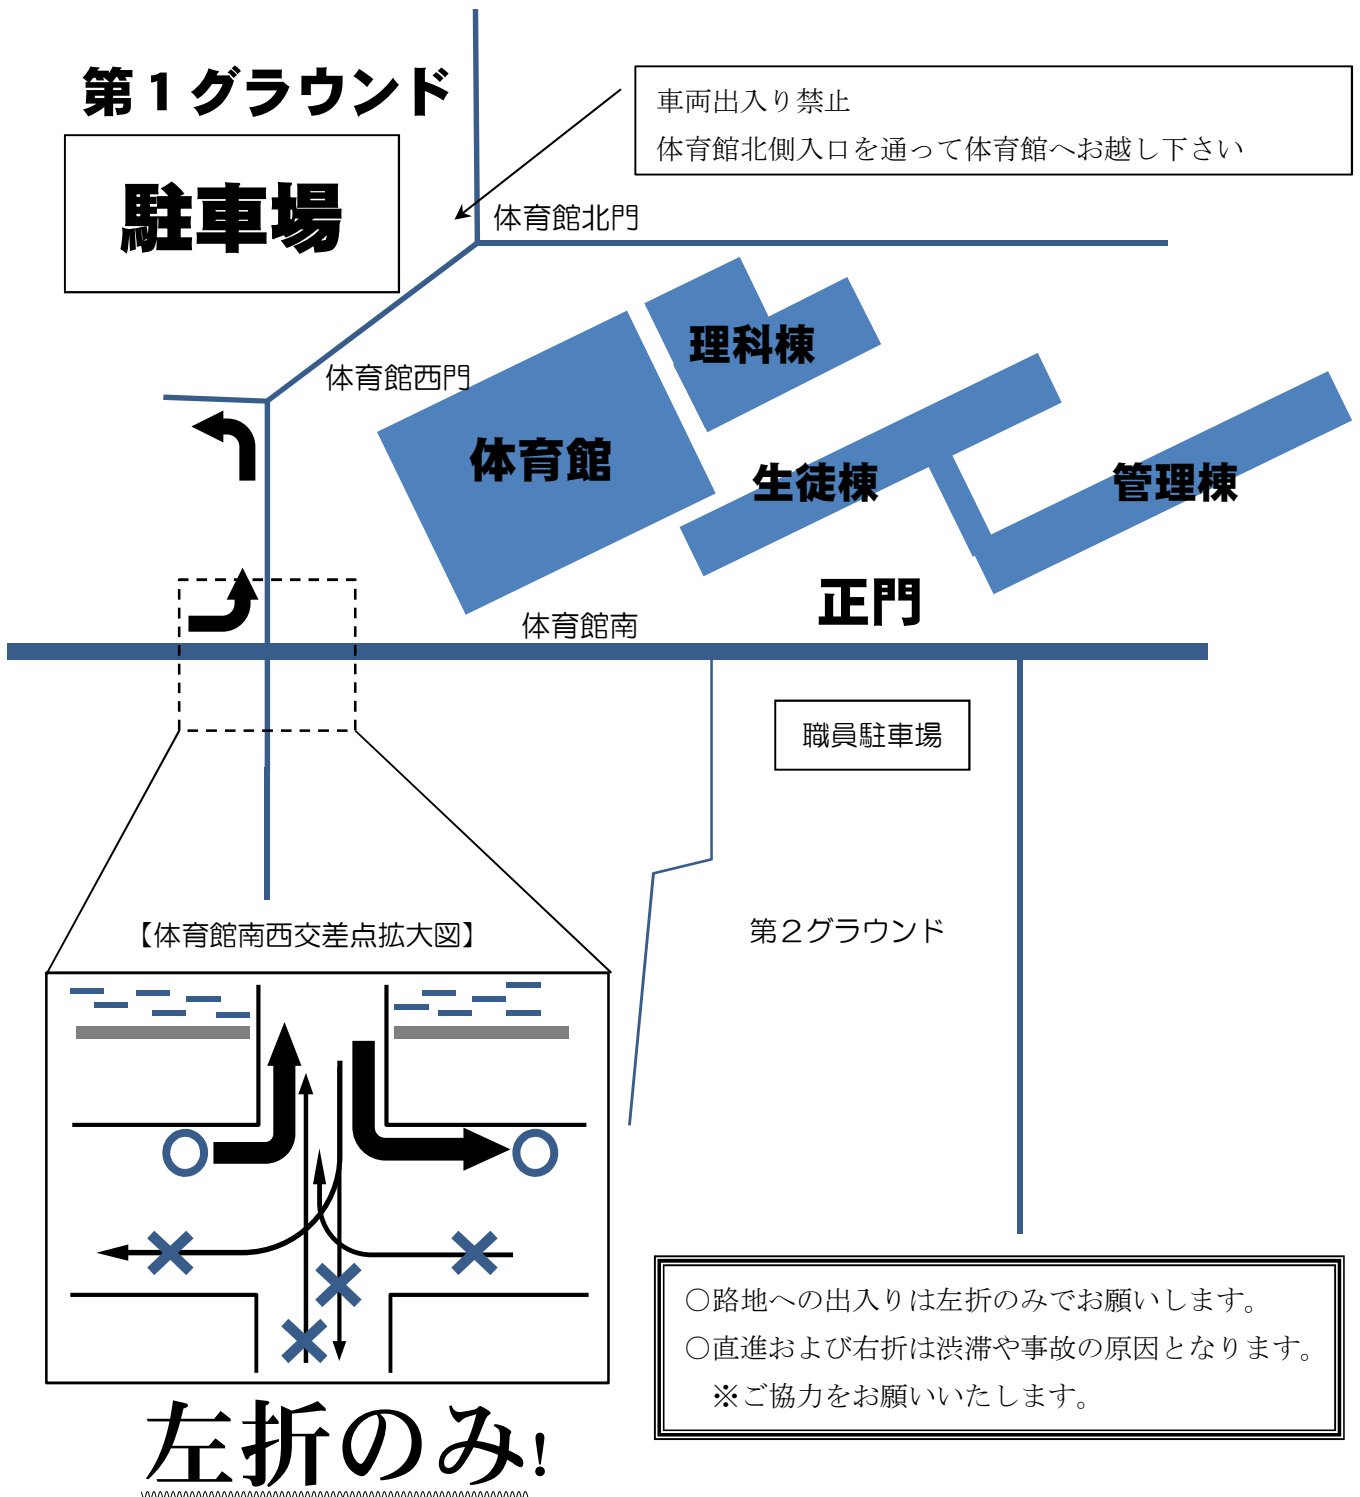 第１グラウンド
駐車場
車両出入り禁止
体育館北側入口を通って体育館へお越し下さい
体育館北門
理科棟
体育館西門
体育館
生徒棟
管理棟
正門
体育館南
職員駐車場
第２グラウンド
【体育館南西交差点拡大図】
○路地への出入りは左折のみでお願いします。
○直進および右折は渋滞や事故の原因となります。
※ご協力をお願いいたします。
左折のみ!